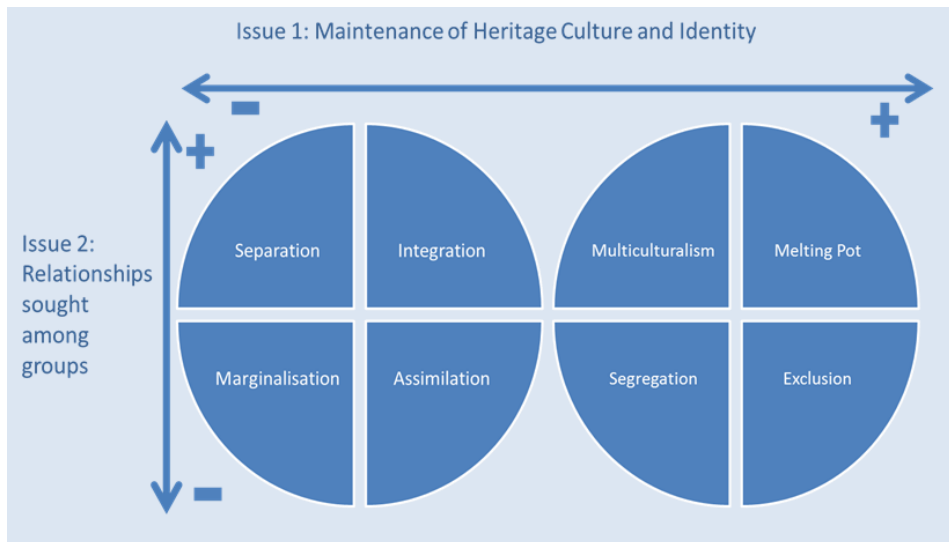 Issue 1: Maintenance of Heritage Culture and Identity
Issue 2:
Relationships
sought
among
groups
Separation
Integration
Multiculturalism
Melting Pot
Marginalisation
Assimilation
Segregation
Exclusion